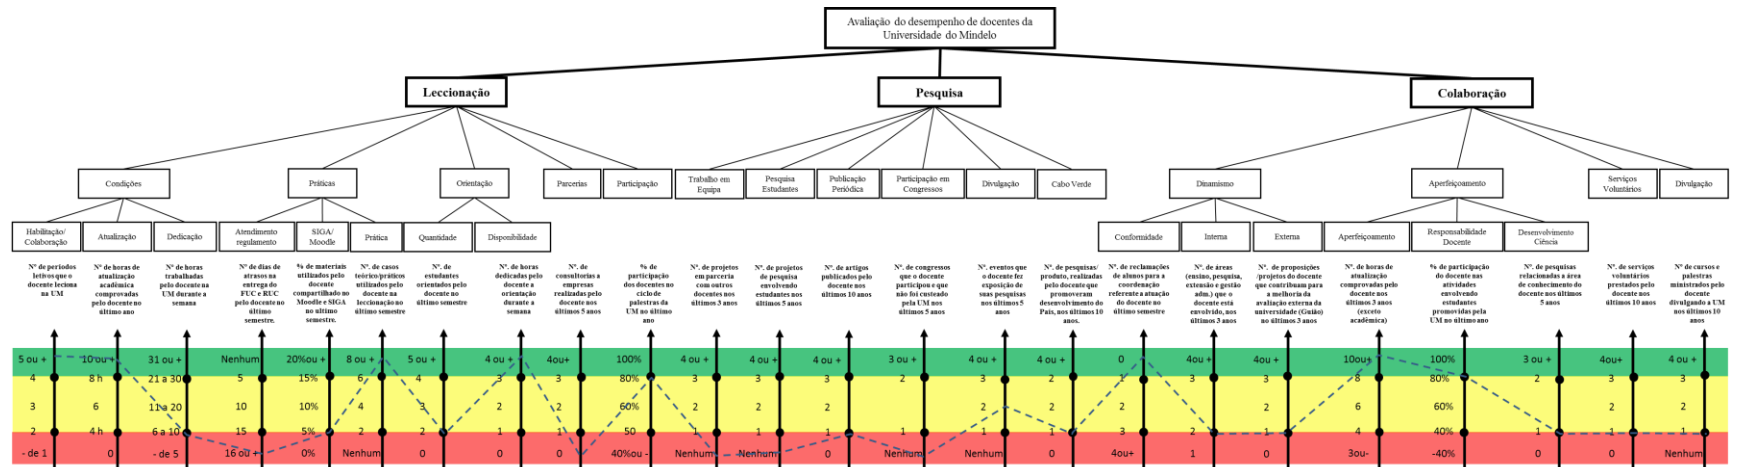 Avaliação do desempenho de docentes da
Universidade do Mindelo
Leccionação
Pesquisa
Colaboração
Condições
Práticas
Orientação
Parcerias
Participação
Trabalho em
Equipa
Pesquisa
Estudantes
Publicação
Periódica
Participação em
Congressos
Divulgação
Cabo Verde
Dinamismo
Aperfeiçoamento
Serviços
Voluntários
Divulgação
Habilitação/
Colaboração
Atualização
Dedicação
Atendimento
regulamento
SIGA/
Moodle
Prática
Quantidade
Disponibilidade
Conformidade
Interna
Externa
Aperfeiçoamento
Responsabilidade
Docente
Desenvolvimento
Ciência
Nº de períodos
letivos que o
docente leciona
na UM
Nº de horas de
atualização
acadêmica
comprovadas
pelo docente no
último ano
Nº de horas
trabalhadas
pelo docente na
UM durante a
semana
Nº de dias de
atrasos na
entrega do
FUC e RUC
pelo docente no
último
semestre.
% de materiais
utilizados pelo
docente
compartilhado no
Moodle e SIGA
no ultimo
semestre.
Nº. de casos
teórico/práticos
utilizados pelo
docente na
leccionação no
último semestre
Nº. de
estudantes
orientados pelo
docente no
último semestre
Nº. de horas
dedicadas pelo
docente a
orientação
durante a
semana
Nº. de
consultorias a
empresas
realizadas pelo
docente nos
últimos 5 anos
% de
participação
dos docentes no
ciclo de
palestras da
UM no último
ano
Nº. de projetos
em parceria
com outros
docentes nos
últimos 3 anos
Nº. de projetos
de pesquisa
envolvendo
estudantes nos
últimos 5 anos
Nº. de artigos
publicados pelo
docente nos
últimos 10 anos
Nº. de congressos
que o docente
participou e que
não foi custeado
pela UM nos
últimos 5 anos
Nº. eventos que
o docente fez
exposição de
suas pesquisas
nos últimos 5
anos
Nº. de pesquisas/
produto, realizadas
pelo docente que
promoveram
desenvolvimento do
País, nos últimos 10
anos.
Nº. de reclamações
de alunos para a
coordenação
referente a atuação
do docente no
último semestre
Nº. de áreas
(ensino, pesquisa,
extensão e gestão
adm.) que o
docente está
envolvido, nos
últimos 3 anos
Nº. de proposições
/projetos do docente
que contribuam para
a melhoria da
avaliação externa da
universidade (Guião)
no últimos 3 anos
Nº. de horas de
atualização
comprovadas pelo
docente nos
últimos 3 anos
(exceto
acadêmica)
% de participação
do docente nas
atividades
envolvendo
estudantes
promovidas pela
UM no último ano
Nº. de pesquisas
relacionadas a área
de conhecimento do
docente nos últimos
5 anos
Nº. de serviços
voluntários
prestados pelo
docente nos
últimos 10 anos
Nº de cursos e
palestras
ministrados pelo
docente
divulgando a UM
nos últimos 10
anos
5 ou + 10 ou+ 31 ou + Nenhum 20%ou + 8 ou + 5 ou + 4 ou + 4ou+ 100% 4 ou + 4 ou + 4 ou + 3 ou + 4 ou + 4 ou + 0 4ou + 4ou + 10ou+ 100% 3 ou + 4ou+ 4 ou +
4 8 h 21 a 30 5 15% 6 4 3 3 80% 3 3 3 2 3 2 1 3 3 8 80% 2 3 3
3 6 11 a 20 10 10% 4 3 2 2 60% 2 2 2 2 2 2 2 2 6 60% 2 2
2 4 h 6 a 10 15 5% 2 2 1 1 50 1 1 1 1 1 1 3 2 1 4 40% 1 1 1
- de 1 0 - de 5 16 ou + 0% Nenhum 0 0 0 40%ou - Nenhum Nenhum 0 Nenhum Nenhum 0 4ou+ 1 0 3ou- -40% 0 0 Nenhum